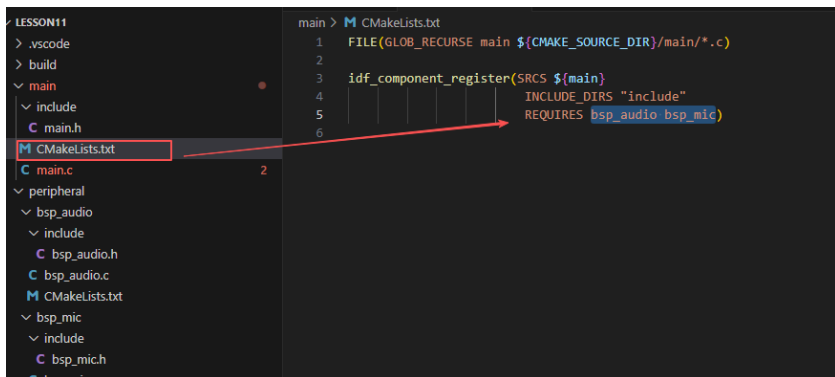 LESSON11
.vscode
build
main
include
C main.h
M CMakeLists.txt
C main.c 2
peripheral
bsp_audio
include
C bsp_audio.h
C bsp_audio.c
M CMakeLists.txt
bsp_mic
include
C bsp_mic.h
main > M CMakeLists.txt
1 FILE(GLOB_RECURSE main ${CMAKE_SOURCE_DIR}/main/*.c)
2
3 idf_component_register(SRCS ${main}
4 INCLUDE_DIRS "include"
5 REQUIRES bsp_audio bsp_mic)
6